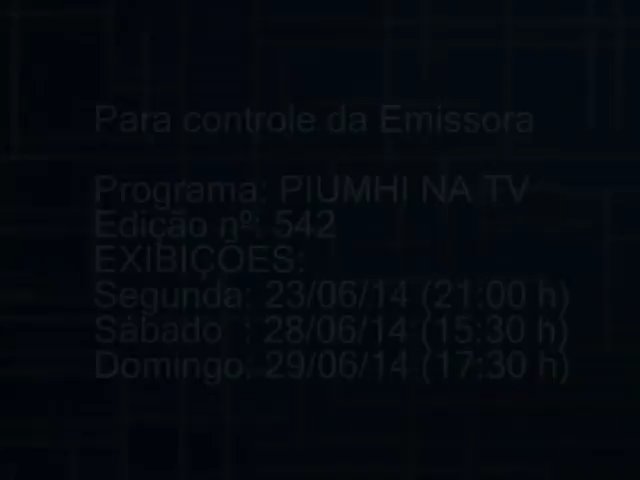 Para controle da Emissora
Programa: PIUMHI NA TV
Edição nº: 542
EXIBIÇÕES:
Segunda: 23/06/14 (21:00 h)
Sábado : 28/06/14 (15:30 h)
Domingo: 29/06/14 (17:30 h)